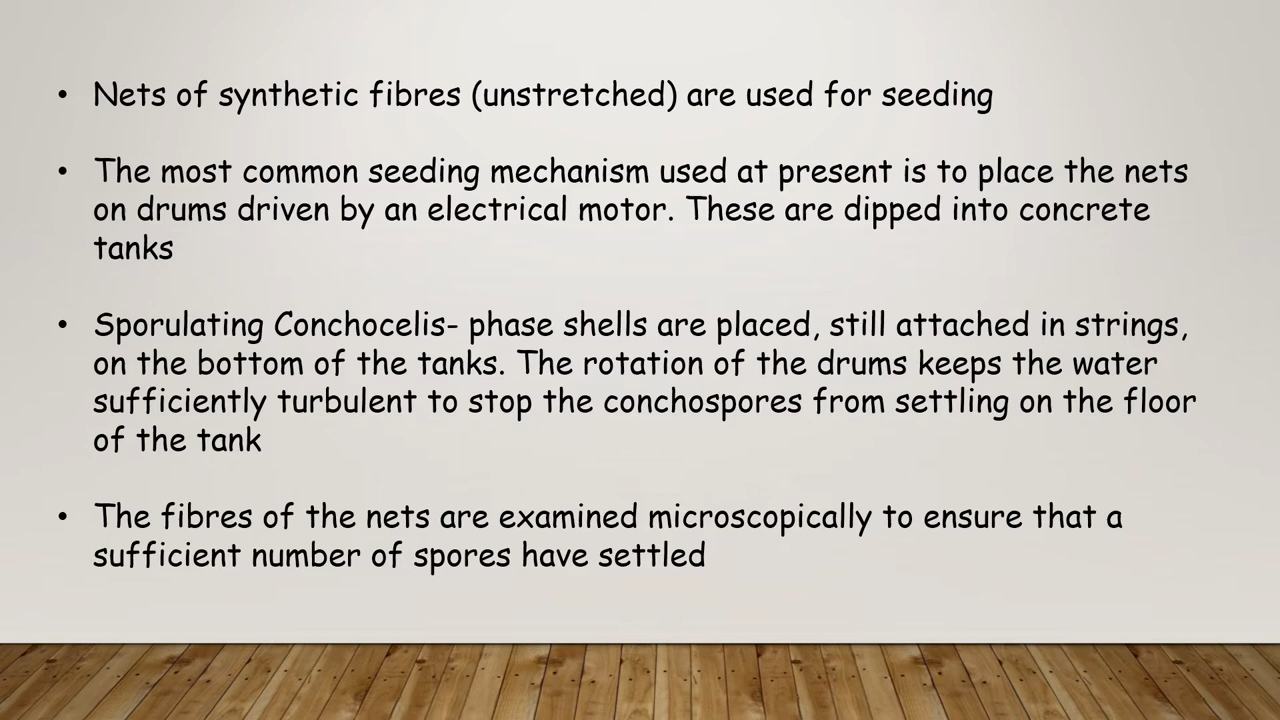 • Nets of synthetic fibres (unstretched) are used for seeding
• The most common seeding mechanism used at present is to place the nets
on drums driven by an electrical motor. These are dipped into concrete
tanks
• Sporulating Conchocelis- phase shells are placed, still attached in strings,
on the bottom of the tanks. The rotation of the drums keeps the water
sufficiently turbulent to stop the conchospores from settling on the floor
of the tank
• The fibres of the nets are examined microscopically to ensure that a
sufficient number of spores have settled